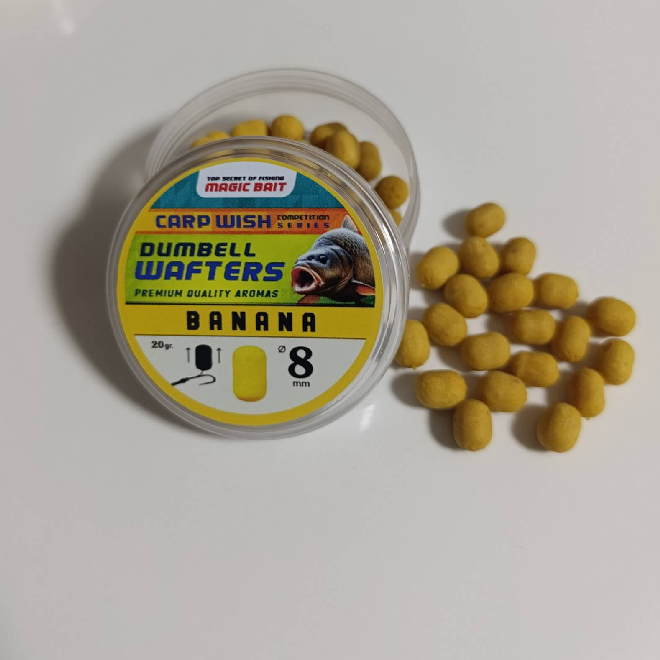 TOP SECRET OF FISHING
MAGIC BAIT
CARP WISH COMPETITION SERIES
DUMBELL
WAFTERS
PREMIUM QUALITY AROMAS
BANANA
20gr.
Ø 8
mm